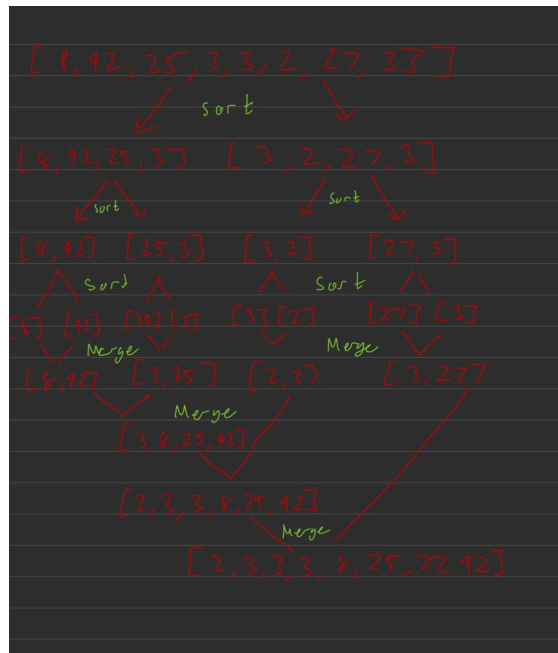 [8, 42, 25, 3, 3, 2, 27, 3]
Sort
[8, 42, 25, 3] [3, 2, 27, 3]
Sort Sort
[8, 42] [25, 3] [3, 2] [27, 3]
Sort Sort
[8] [42] [25] [3] [3] [2] [27] [3]
Merge Merge
[8, 42] [3, 25] [2, 3] [3, 27]
Merge
[3, 8, 25, 42]
[2, 3, 3, 8, 25, 42]
Merge
[2, 3, 3, 3, 8, 25, 27, 42]